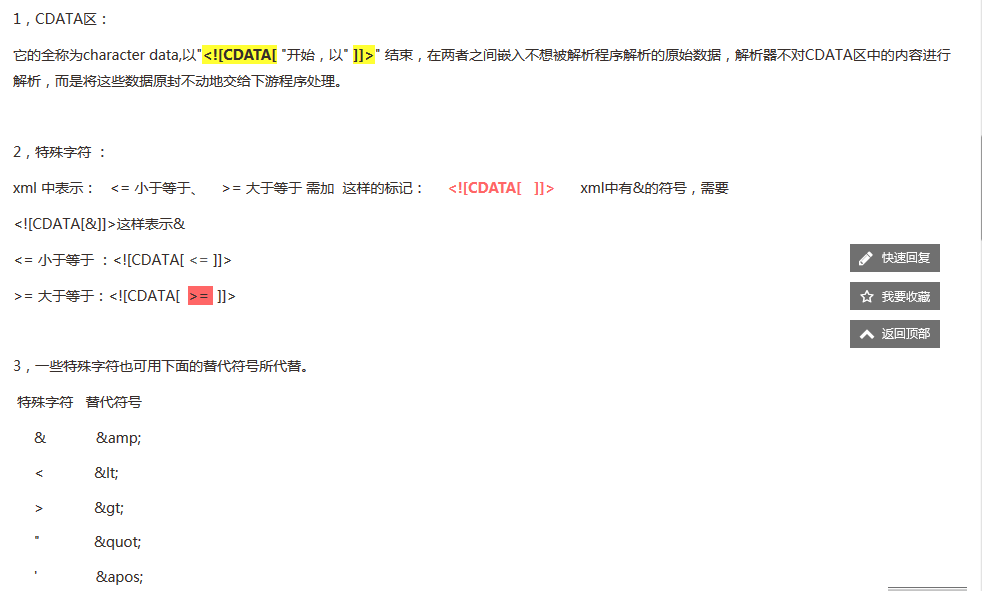 1，CDATA区：
它的全称为character data,以"<![CDATA[ "开始，以" ]]>" 结束，在两者之间嵌入不想被解析程序解析的原始数据，解析器不对CDATA区中的内容进行
解析，而是将这些数据原封不动地交给下游程序处理。
2，特殊字符 ：
xml 中表示： <= 小于等于、 >= 大于等于 需加 这样的标记： <![CDATA[ ]]> xml中有&的符号，需要
<![CDATA[&]]>这样表示&
<= 小于等于 ：<![CDATA[ <= ]]>
快速回复
>= 大于等于：<![CDATA[ >= ]]>
我要收藏
返回顶部
3，一些特殊字符也可用下面的替代符号所代替。
特殊字符 替代符号
& &amp;
< &lt;
> &gt;
" &quot;
' &apos;